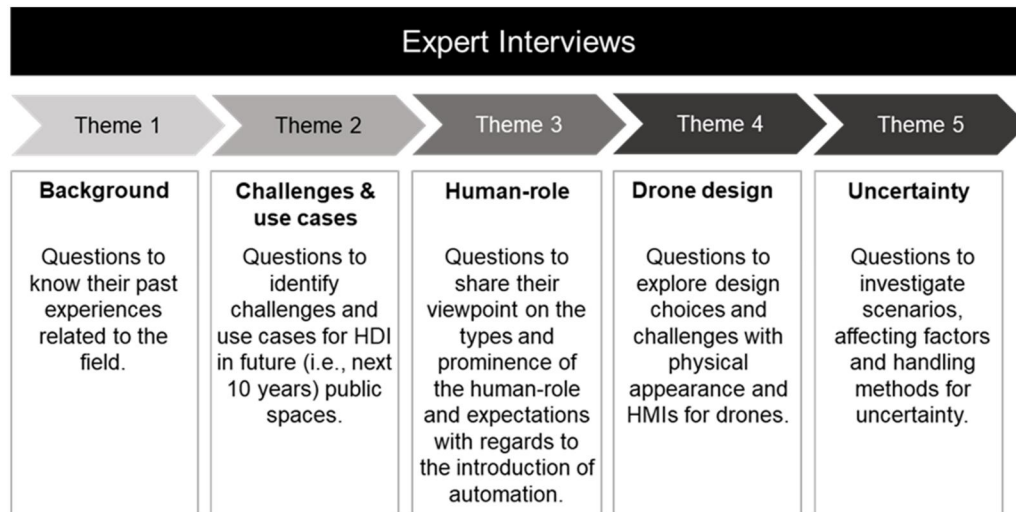 Expert Interviews
Theme 1
Theme 2
Theme 3
Theme 4
Theme 5
Background
Questions to
know their past
experiences
related to the
field.
Challenges &
use cases
Questions to
identify
challenges and
use cases for HDI
in future (i.e., next
10 years) public
spaces.
Human-role
Questions to
share their
viewpoint on the
types and
prominence of
the human-role
and expectations
with regards to
the introduction of
automation.
Drone design
Questions to
explore design
choices and
challenges with
physical
appearance and
HMIs for drones.
Uncertainty
Questions to
investigate
scenarios,
affecting factors
and handling
methods for
uncertainty.